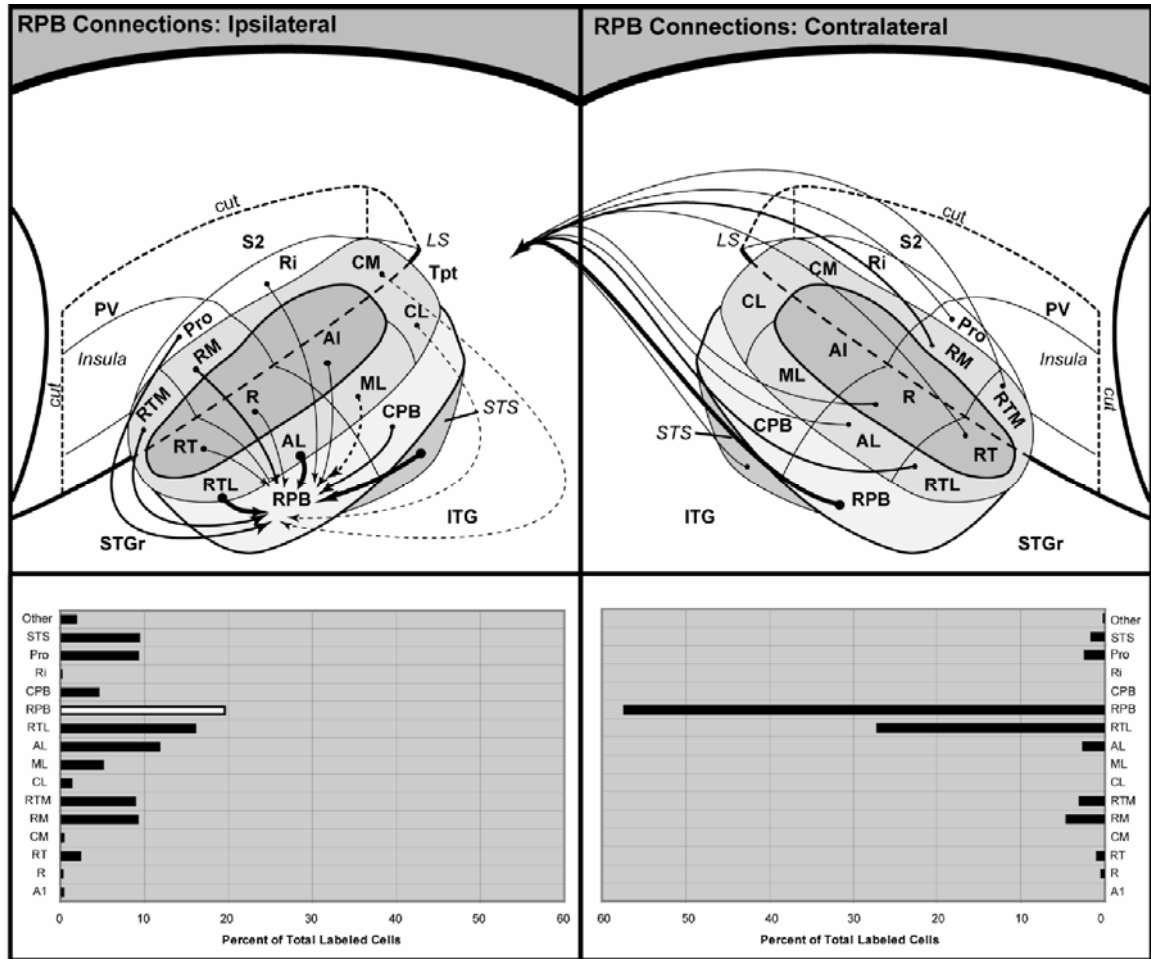 RPB Connections: Ipsilateral
cut
S2
LS
Ri
CM
Tpt
PV
Pro
CL
Insula
RM
AI
cut
RTM
ML
R
CPB
STS
RT
AL
RTL
RPB
ITG
STGr
RPB Connections: Contralateral
cut
S2
LS
CM
Ri
CL
PV
Pro
AI
RM
Insula
ML
R
RTM
cut
CPB
STS
AL
RT
RTL
ITG
RPB
STGr
Other
STS
Pro
Ri
CPB
RPB
RTL
AL
ML
CL
RTM
RM
CM
RT
R
A1
0 10 20 30 40 50 60
Percent of Total Labeled Cells
Other
STS
Pro
Ri
CPB
RPB
RTL
AL
ML
CL
RTM
RM
CM
RT
R
A1
60 50 40 30 20 10 0
Percent of Total Labeled Cells